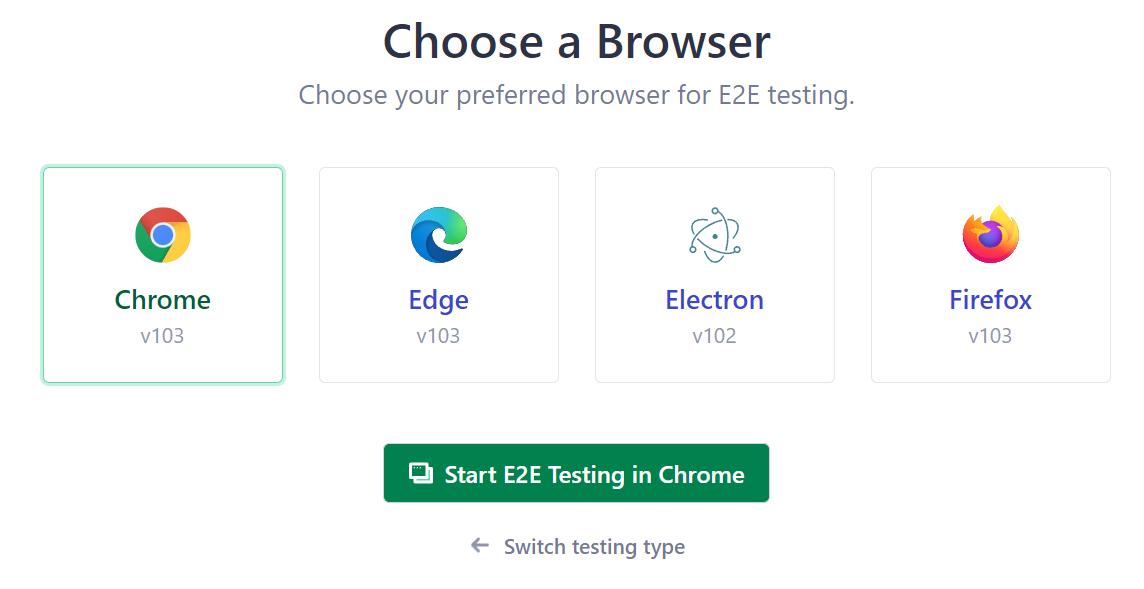 Choose a Browser
Choose your preferred browser for E2E testing.
Chrome
v103
Edge
v103
Electron
v102
Firefox
v103
Start E2E Testing in Chrome
Switch testing type